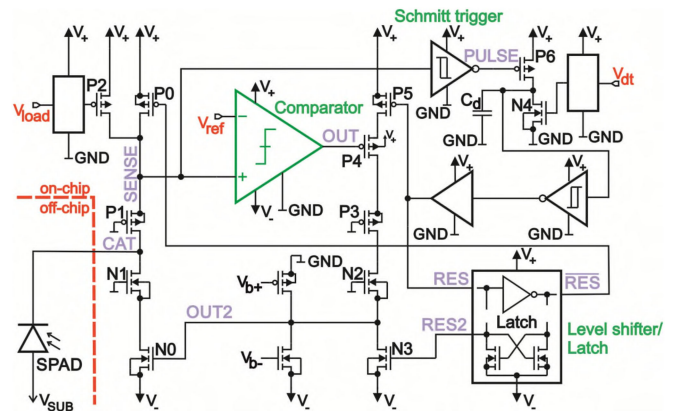 Schmitt trigger
V+
V+
V+
V+
V+
V+
V+
PULSE
P6
P2
P0
V+
Comparator
P5
Vload
Vref
OUT
P4
V+
Cd
N4
Vdt
GND
GND
GND
GND
GND
SENSE
V-
GND
on-chip
off-chip
P1
P3
V+
V+
CAT
GND
GND
N1
GND
N2
V+
Vb+
RES
RES
OUT2
RES2
Latch
Level shifter/
Latch
SPAD
N0
Vb-
N3
VSUB
V-
V-
V-
V-